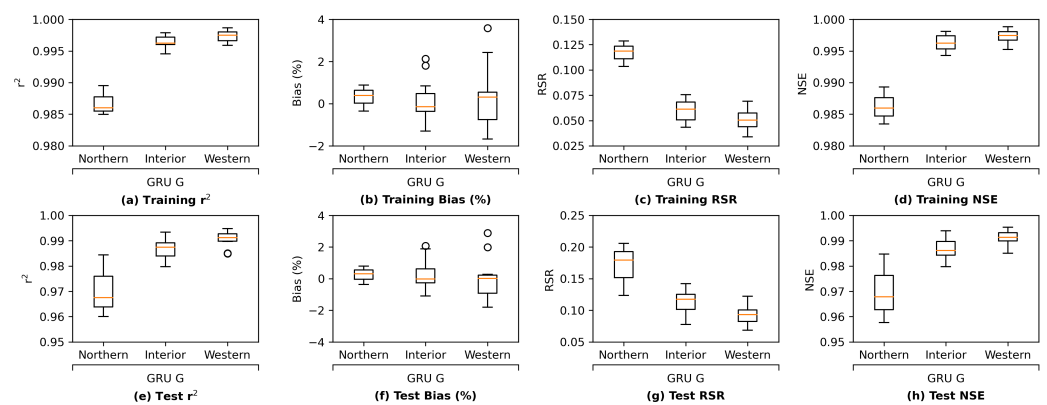 1.000
0.995
0.990
0.985
0.980
r²
Northern Interior Western
GRU G
(a) Training r²
4
2
0
−2
Bias (%)
Northern Interior Western
GRU G
(b) Training Bias (%)
0.150
0.125
0.100
0.075
0.050
0.025
RSR
Northern Interior Western
GRU G
(c) Training RSR
1.000
0.995
0.990
0.985
0.980
NSE
Northern Interior Western
GRU G
(d) Training NSE
1.00
0.99
0.98
0.97
0.96
0.95
r²
Northern Interior Western
GRU G
(e) Test r²
4
2
0
−2
−4
Bias (%)
Northern Interior Western
GRU G
(f) Test Bias (%)
0.25
0.20
0.15
0.10
0.05
RSR
Northern Interior Western
GRU G
(g) Test RSR
1.00
0.99
0.98
0.97
0.96
0.95
NSE
Northern Interior Western
GRU G
(h) Test NSE